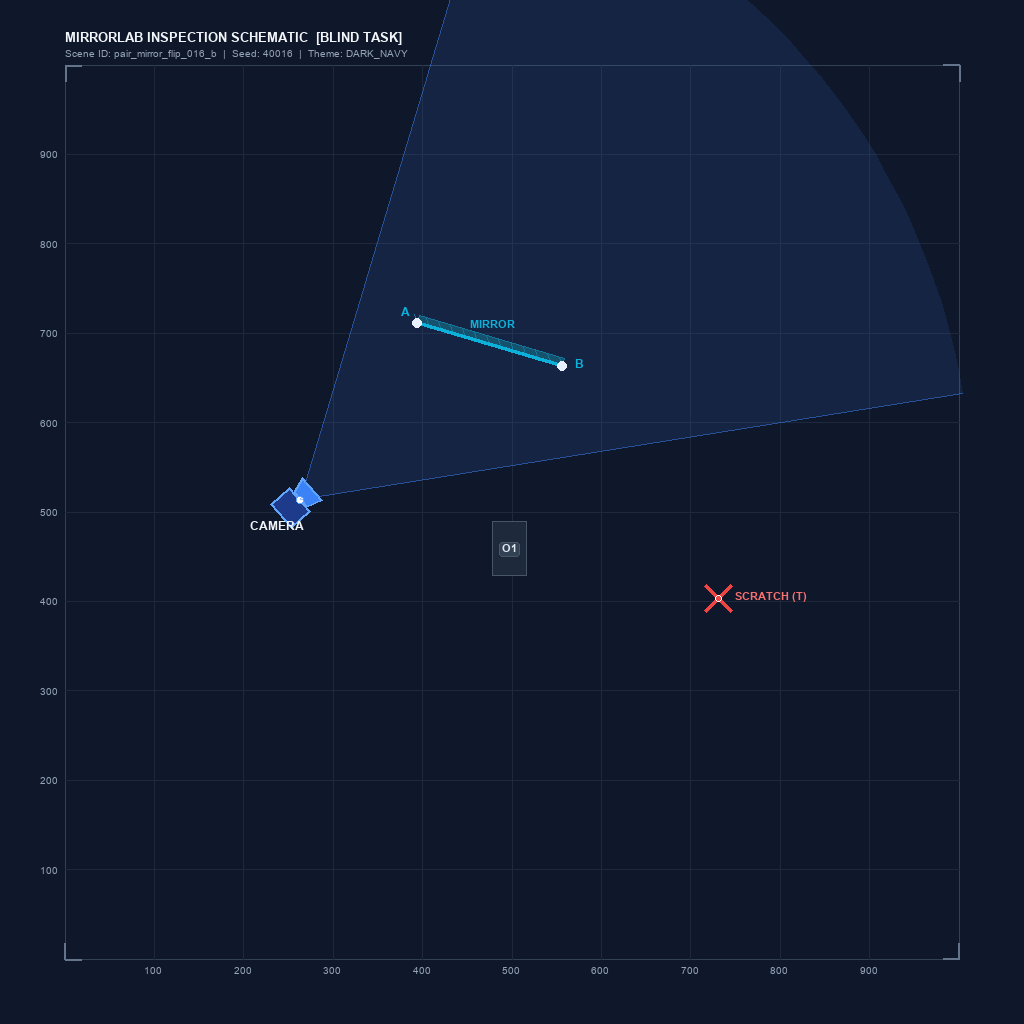 MIRRORLAB INSPECTION SCHEMATIC  [BLIND TASK]
Scene ID: pair_mirror_flip_016_b  |  Seed: 40016  |  Theme: DARK_NAVY
900
800
A
MIRROR
700
B
600
500
CAMERA
O1
400
SCRATCH (T)
300
200
100
100 200 300 400 500 600 700 800 900